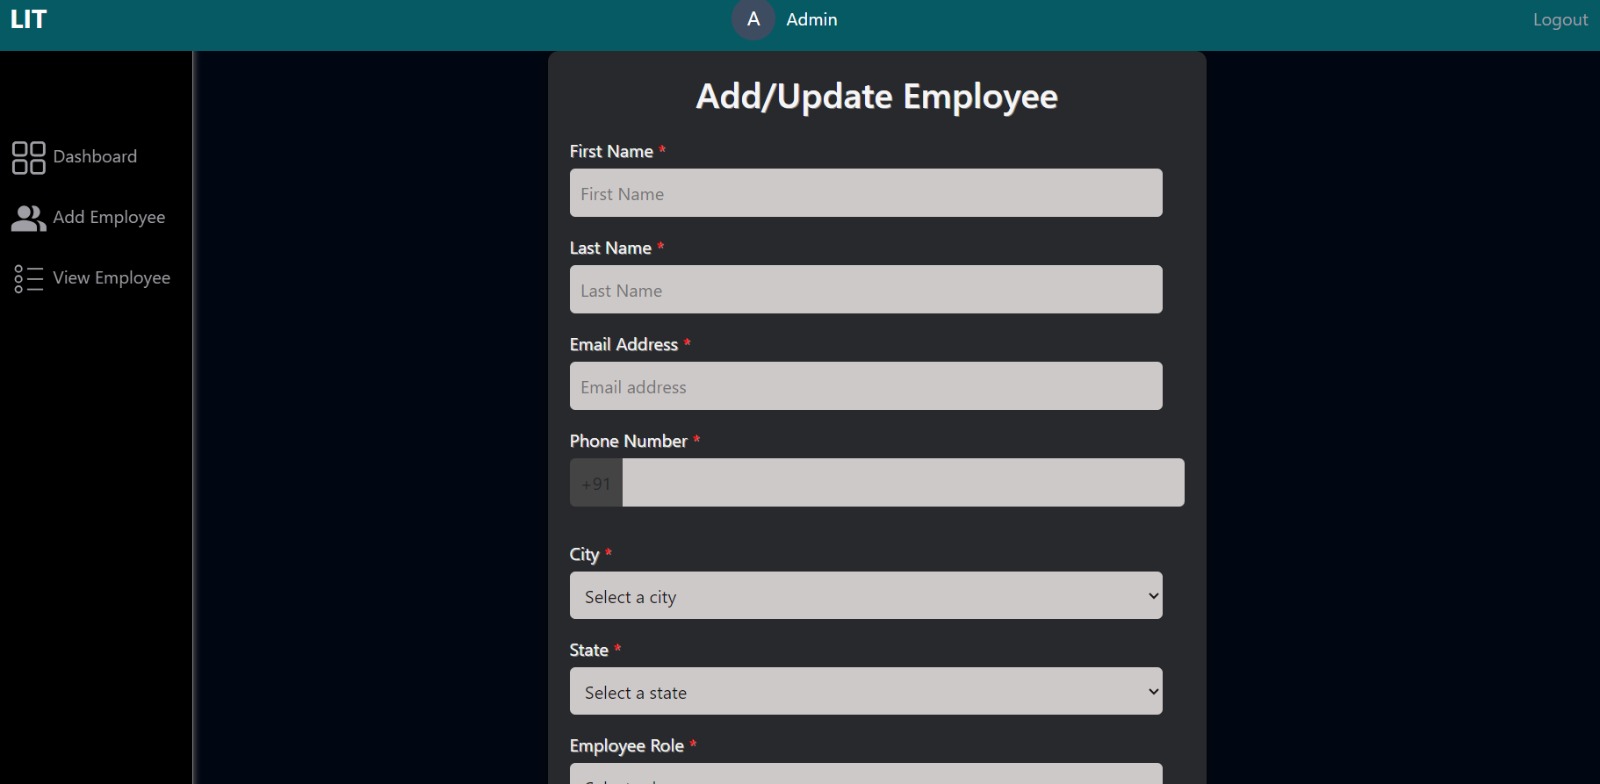 LIT
A Admin
Logout
Dashboard
Add Employee
View Employee
Add/Update Employee
First Name *
First Name
Last Name *
Last Name
Email Address *
Email address
Phone Number *
+91
City *
Select a city
State *
Select a state
Employee Role *